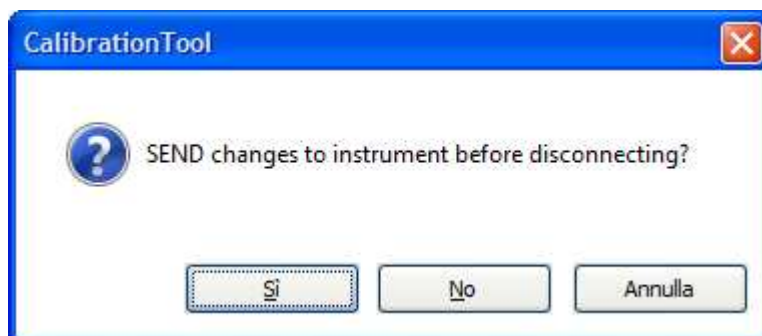 CalibrationTool
SEND changes to instrument before disconnecting?
Sì No Annulla